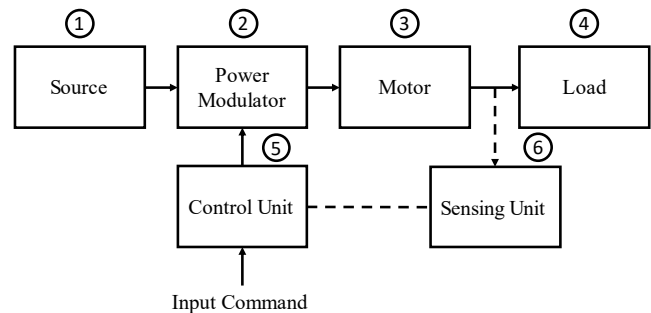 1
2
3
4
Source
Power
Modulator
Motor
Load
5
6
Control Unit
Sensing Unit
Input Command